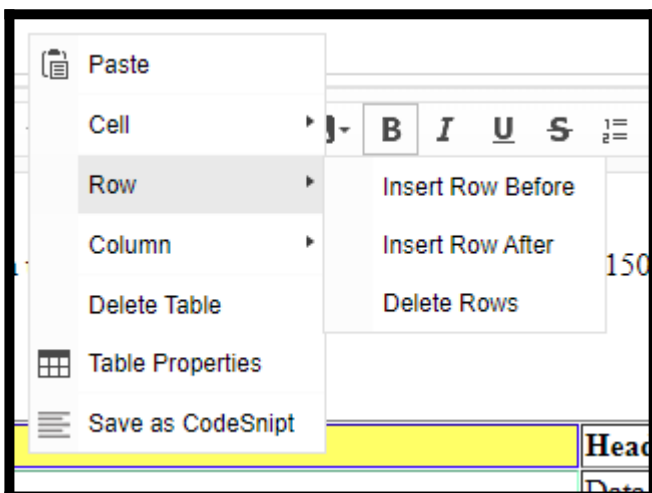 Paste
Cell
B I U S
Row
Insert Row Before
Column
Insert Row After
150
Delete Table
Delete Rows
Table Properties
Save as CodeSnipt